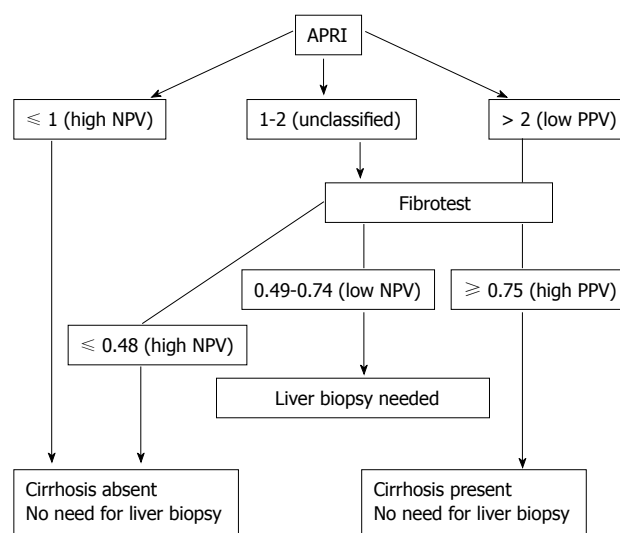 APRI
≤ 1 (high NPV)
1-2 (unclassified)
> 2 (low PPV)
Fibrotest
0.49-0.74 (low NPV)
≥ 0.75 (high PPV)
≤ 0.48 (high NPV)
Liver biopsy needed
Cirrhosis absent
No need for liver biopsy
Cirrhosis present
No need for liver biopsy